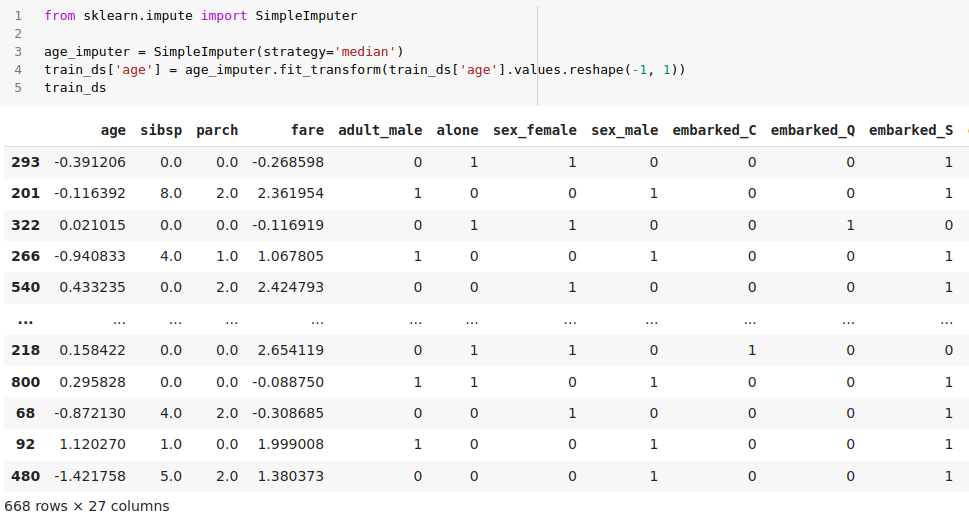 1 from sklearn.impute import SimpleImputer
2
3 age_imputer = SimpleImputer(strategy='median')
4 train_ds['age'] = age_imputer.fit_transform(train_ds['age'].values.reshape(-1, 1))
5 train_ds
age sibsp parch fare adult_male alone sex_female sex_male embarked_C embarked_Q embarked_S
293 -0.391206 0.0 0.0 -0.268598 0 1 1 0 0 0 1
201 -0.116392 8.0 2.0 2.361954 1 0 0 1 0 0 1
322 0.021015 0.0 0.0 -0.116919 0 1 1 0 0 1 0
266 -0.940833 4.0 1.0 1.067805 1 0 0 1 0 0 1
540 0.433235 0.0 2.0 2.424793 0 0 1 0 0 0 1
... ... ... ... ... ... ... ... ... ... ... ...
218 0.158422 0.0 0.0 2.654119 0 1 1 0 1 0 0
800 0.295828 0.0 0.0 -0.088750 1 1 0 1 0 0 1
68 -0.872130 4.0 2.0 -0.308685 0 0 1 0 0 0 1
92 1.120270 1.0 0.0 1.999008 1 0 0 1 0 0 1
480 -1.421758 5.0 2.0 1.380373 0 0 0 1 0 0 1
668 rows × 27 columns